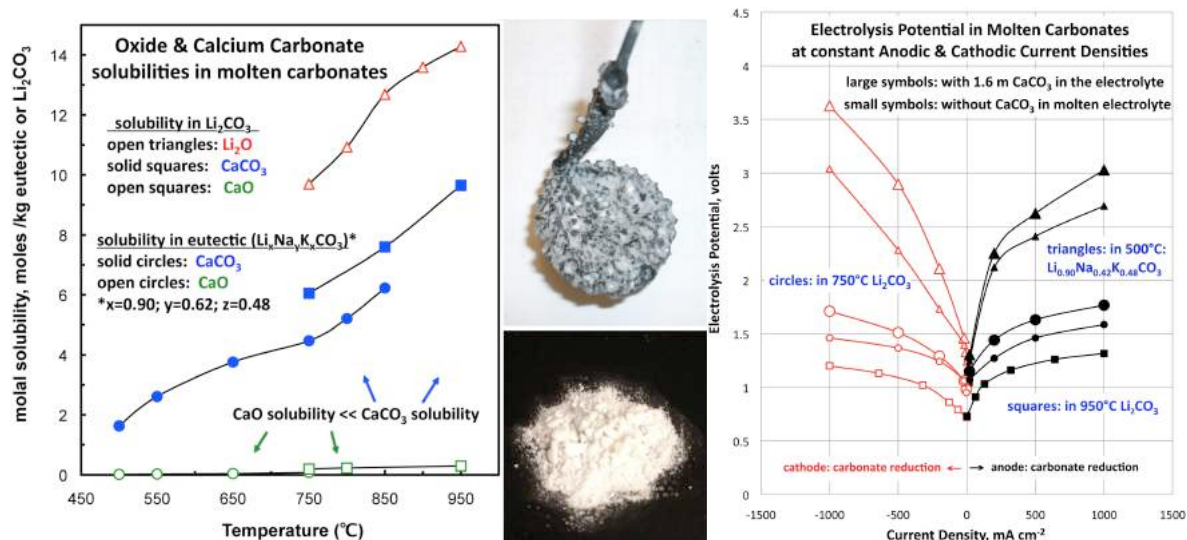 Oxide & Calcium Carbonate
solubilities in molten carbonates
solubility in Li₂CO₃
open triangles: Li₂O
solid squares: CaCO₃
open squares: CaO
solubility in eutectic (LiₓNaᵧKₓCO₃)*
solid circles: CaCO₃
open circles: CaO
*x=0.90; y=0.62; z=0.48
CaO solubility << CaCO₃ solubility
molal solubility, moles /kg eutectic or Li₂CO₃
14
12
10
8
6
4
2
0
450 550 650 750 850 950
Temperature (℃)
Electrolysis Potential in Molten Carbonates
at constant Anodic & Cathodic Current Densities
large symbols: with 1.6 m CaCO₃ in the electrolyte
small symbols: without CaCO₃ in molten electrolyte
triangles: in 500°C:
Li₀.₉₀Na₀.₄₂K₀.₄₈CO₃
circles: in 750°C Li₂CO₃
squares: in 950°C Li₂CO₃
cathode: carbonate reduction ← → anode: carbonate reduction
Electrolysis Potential, volts
4.5
4
3.5
3
2.5
2
1.5
1
0.5
0
-1500 -1000 -500 0 500 1000 1500
Current Density, mA cm⁻²